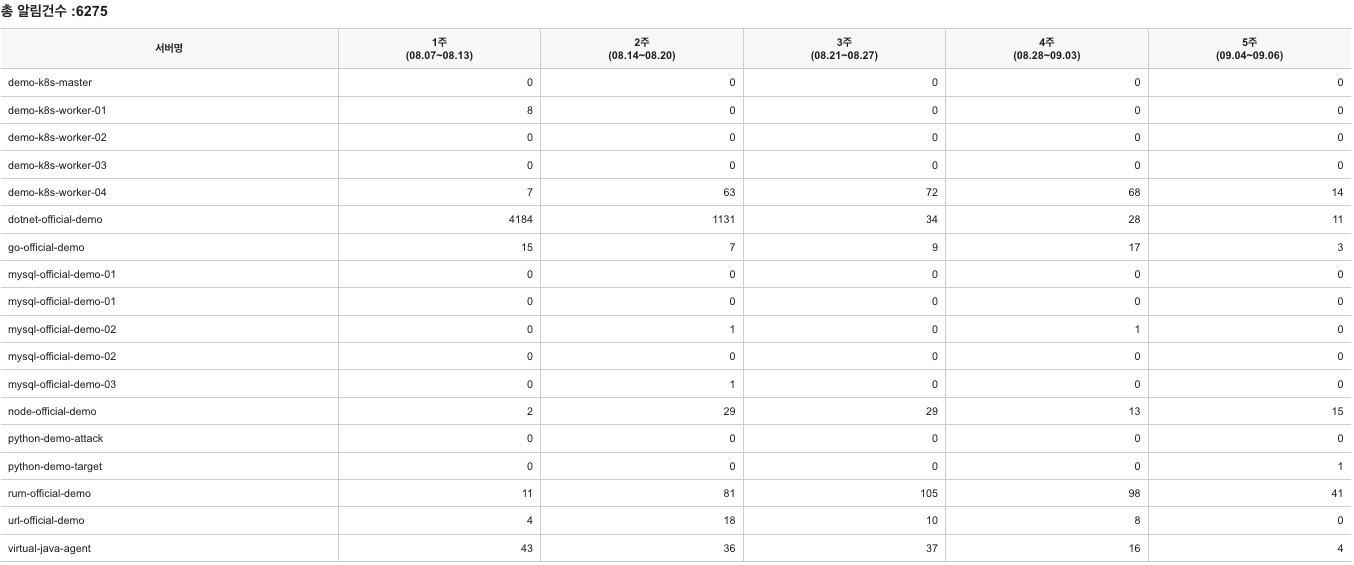 총 알림건수 :6275
서버명 1주 (08.07~08.13) 2주 (08.14~08.20) 3주 (08.21~08.27) 4주 (08.28~09.03) 5주 (09.04~09.06)
demo-k8s-master 0 0 0 0 0
demo-k8s-worker-01 8 0 0 0 0
demo-k8s-worker-02 0 0 0 0 0
demo-k8s-worker-03 0 0 0 0 0
demo-k8s-worker-04 7 63 72 68 14
dotnet-official-demo 4184 1131 34 28 11
go-official-demo 15 7 9 17 3
mysql-official-demo-01 0 0 0 0 0
mysql-official-demo-01 0 0 0 0 0
mysql-official-demo-02 0 1 0 1 0
mysql-official-demo-02 0 0 0 0 0
mysql-official-demo-03 0 1 0 0 0
node-official-demo 2 29 29 13 15
python-demo-attack 0 0 0 0 0
python-demo-target 0 0 0 0 1
rum-official-demo 11 81 105 98 41
url-official-demo 4 18 10 8 0
virtual-java-agent 43 36 37 16 4